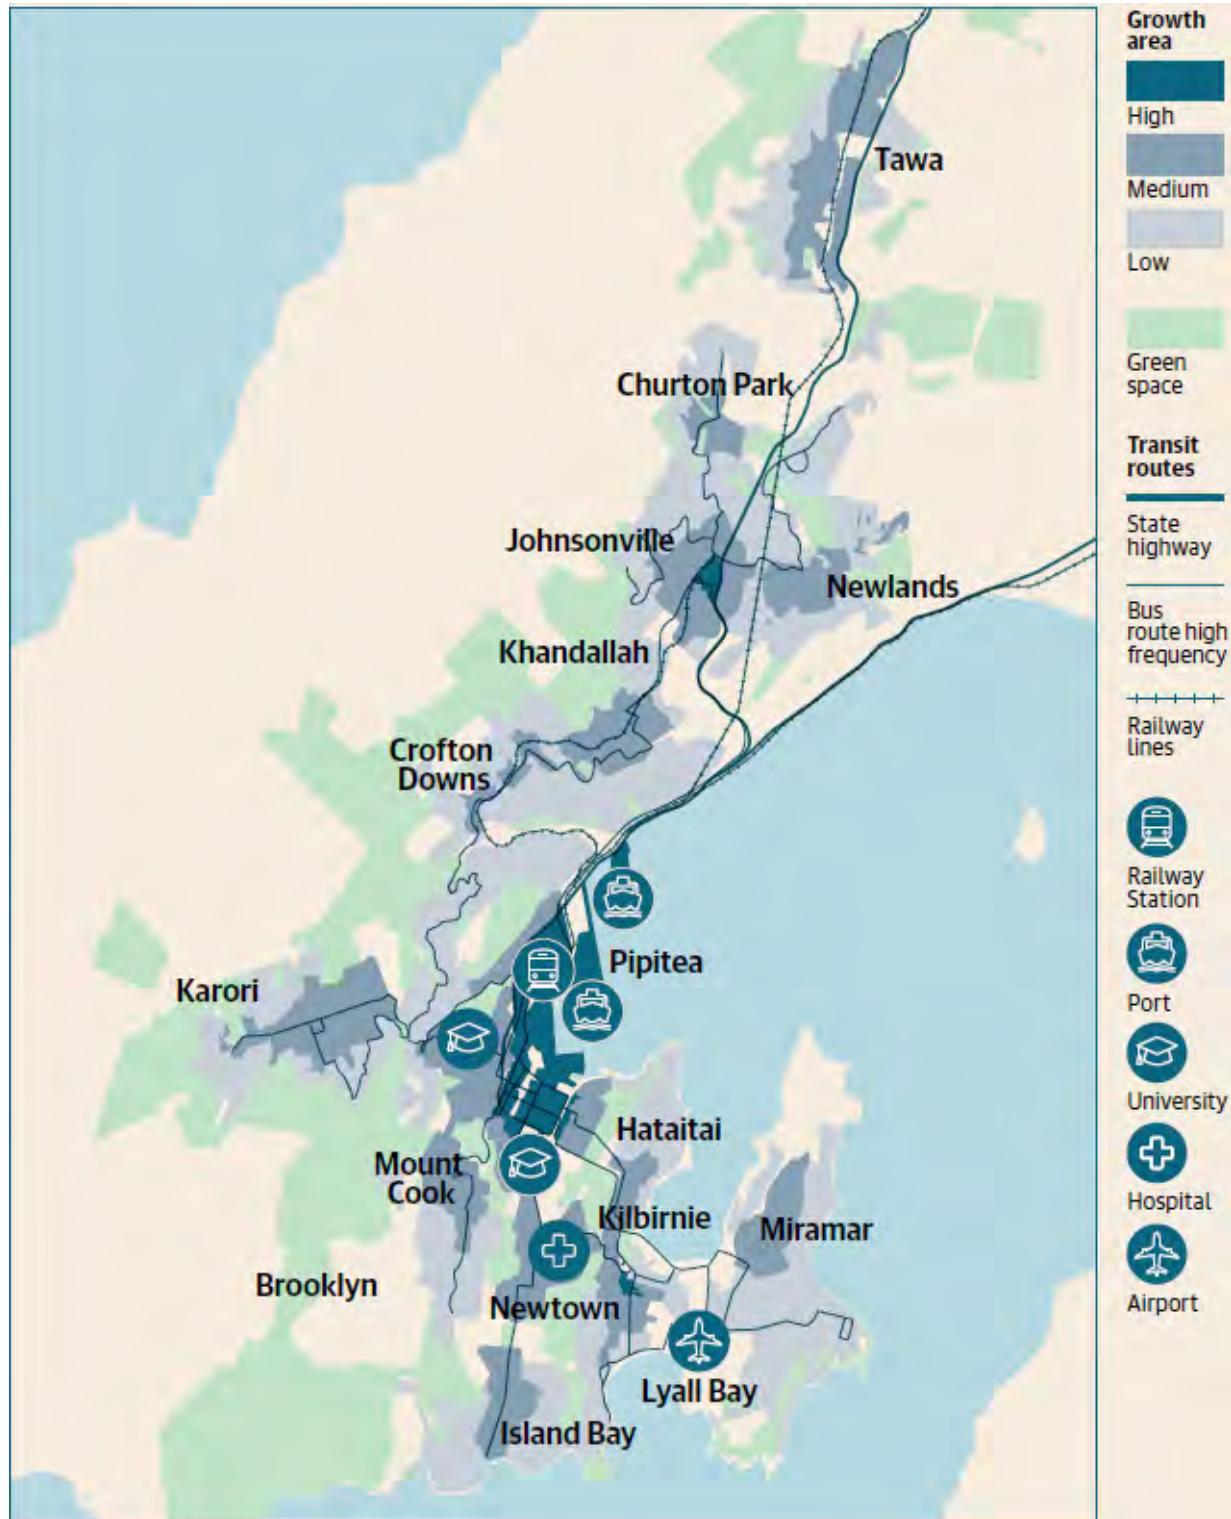 Tawa
Churton Park
Johnsonville
Newlands
Khandallah
Crofton
Downs
Pipitea
Karori
Hataitai
Mount
Cook
Kilbirnie
Miramar
Brooklyn
Newtown
Lyall Bay
Island Bay
Growth
area
High
Medium
Low
Green
space
Transit
routes
State
highway
Bus
route high
frequency
Railway
lines
Railway
Station
Port
University
Hospital
Airport